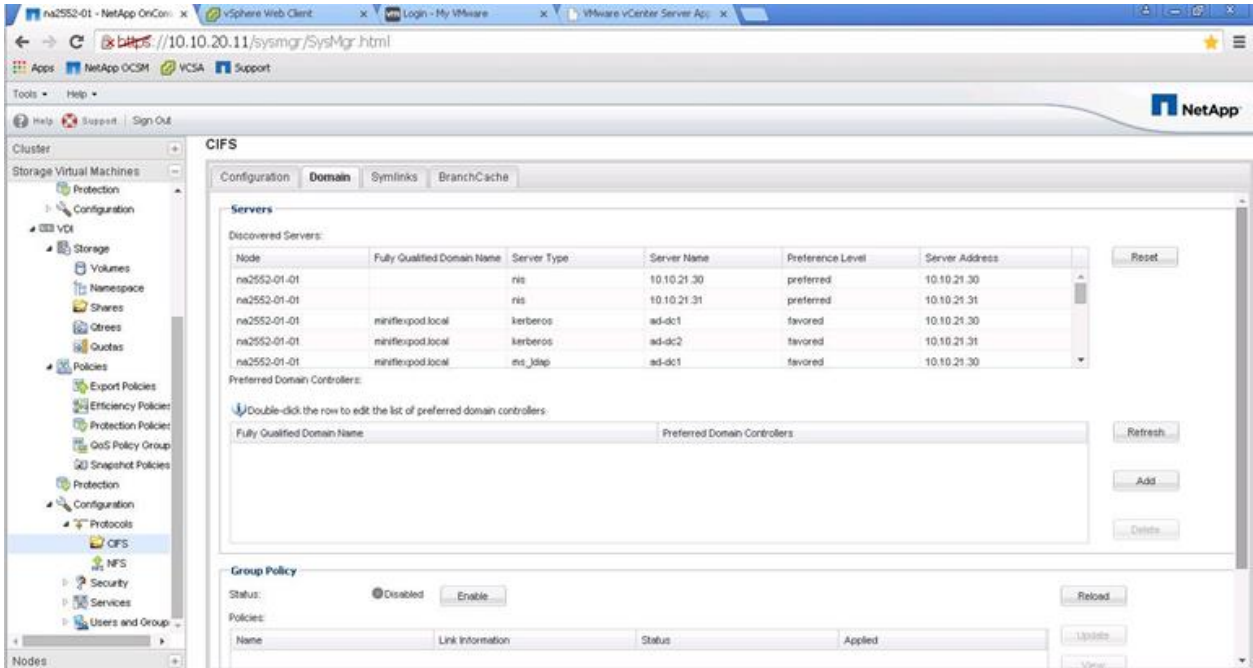 na2552-01 - NetApp OnCom x vSphere Web Client x Login - My VMware x VMware vCenter Server App x
https://10.10.20.11/sysmgr/SysMgr.html
Apps NetApp OCSM VCSA Support
Tools Help
NetApp
Help Support Sign Out
Cluster
CIFS
Storage Virtual Machines
Configuration Domain Symlinks BranchCache
Protection
Configuration
VDI
Storage
Volumes
Namespace
Shares
Qtrees
Quotas
Policies
Export Policies
Efficiency Policies
Protection Policies
QoS Policy Group
Snapshot Policies
Protection
Configuration
Protocols
CIFS
NFS
Security
Services
Users and Group
Nodes
Servers
Discovered Servers:
Node Fully Qualified Domain Name Server Type Server Name Preference Level Server Address
na2552-01-01 nis 10.10.21.30 preferred 10.10.21.30
na2552-01-01 nis 10.10.21.31 preferred 10.10.21.31
na2552-01-01 miniflexpod.local kerberos ad-dc1 favored 10.10.21.30
na2552-01-01 miniflexpod.local kerberos ad-dc2 favored 10.10.21.31
na2552-01-01 miniflexpod.local ms_ldap ad-dc1 favored 10.10.21.30
Reset
Preferred Domain Controllers:
Double-click the row to edit the list of preferred domain controllers
Fully Qualified Domain Name Preferred Domain Controllers
Refresh
Add
Delete
Group Policy
Status: Disabled Enable
Reload
Policies:
Name Link Information Status Applied
Update
View